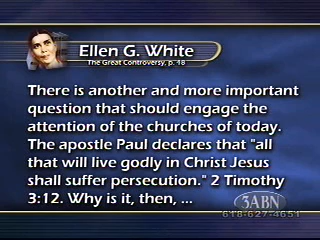 Ellen G. White
The Great Controversy, p. 48
There is another and more important
question that should engage the
attention of the churches of today.
The apostle Paul declares that "all
that will live godly in Christ Jesus
shall suffer persecution." 2 Timothy
3:12. Why is it, then, ...
3ABN
618-627-4651